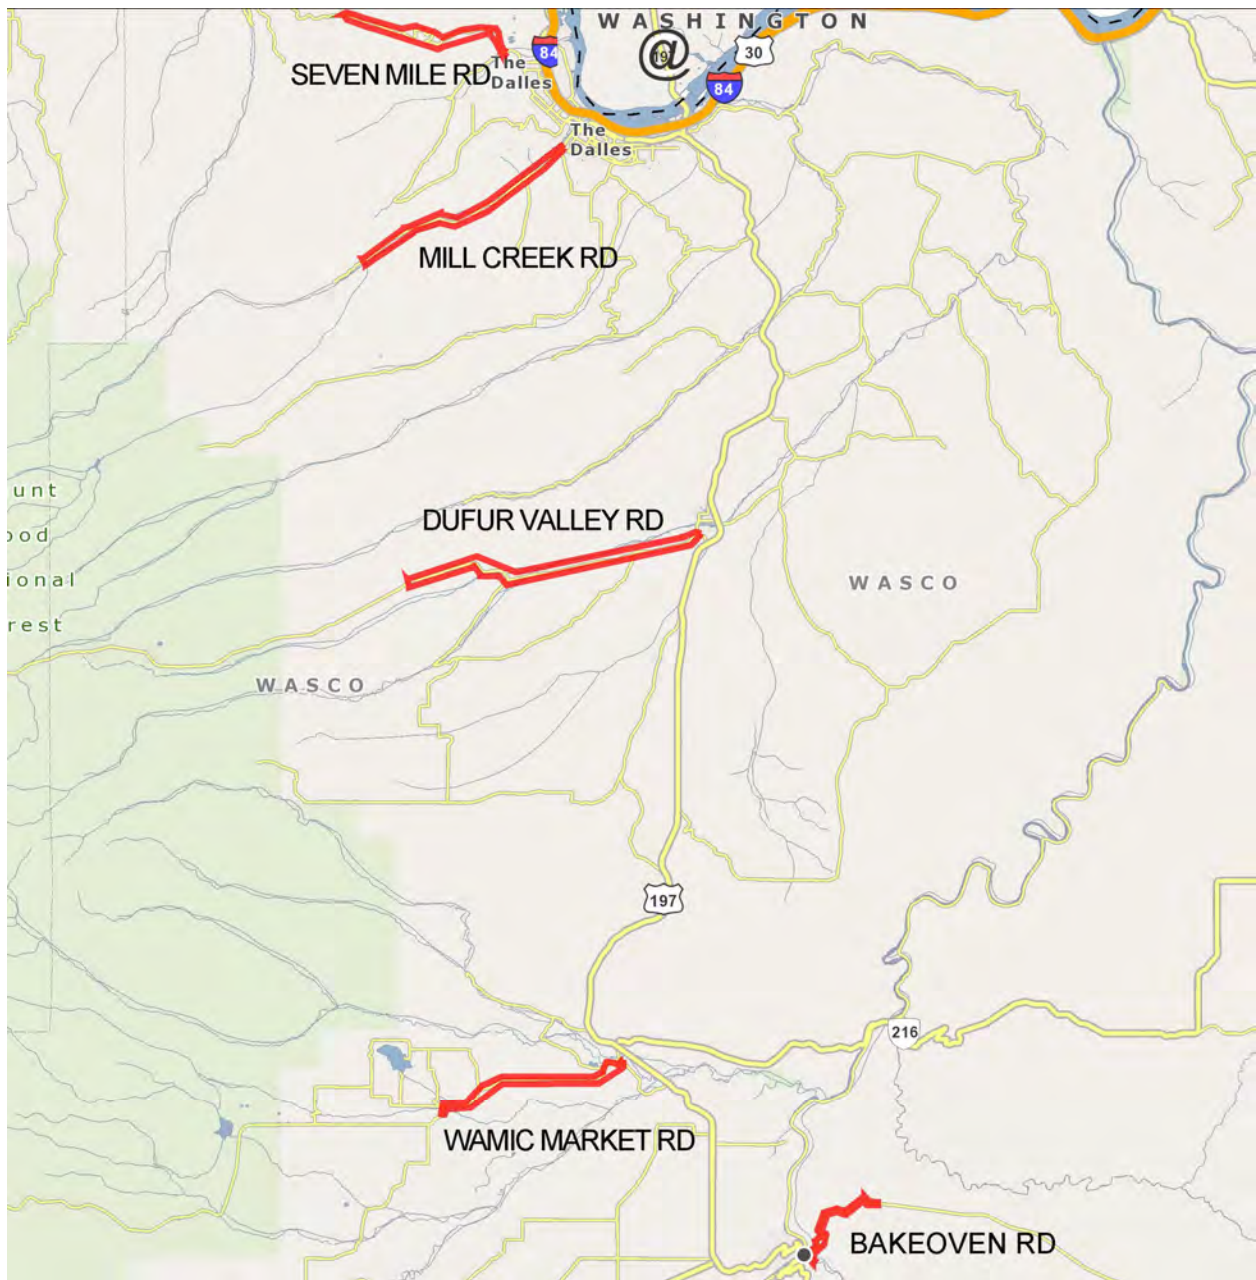 WASHINGTON
84
@
197
30
SEVEN MILE RD
The
Dalles
84
The
Dalles
MILL CREEK RD
unt
ood
ional
rest
DUFUR VALLEY RD
WASCO
WASCO
197
216
WAMIC MARKET RD
BAKEOVEN RD